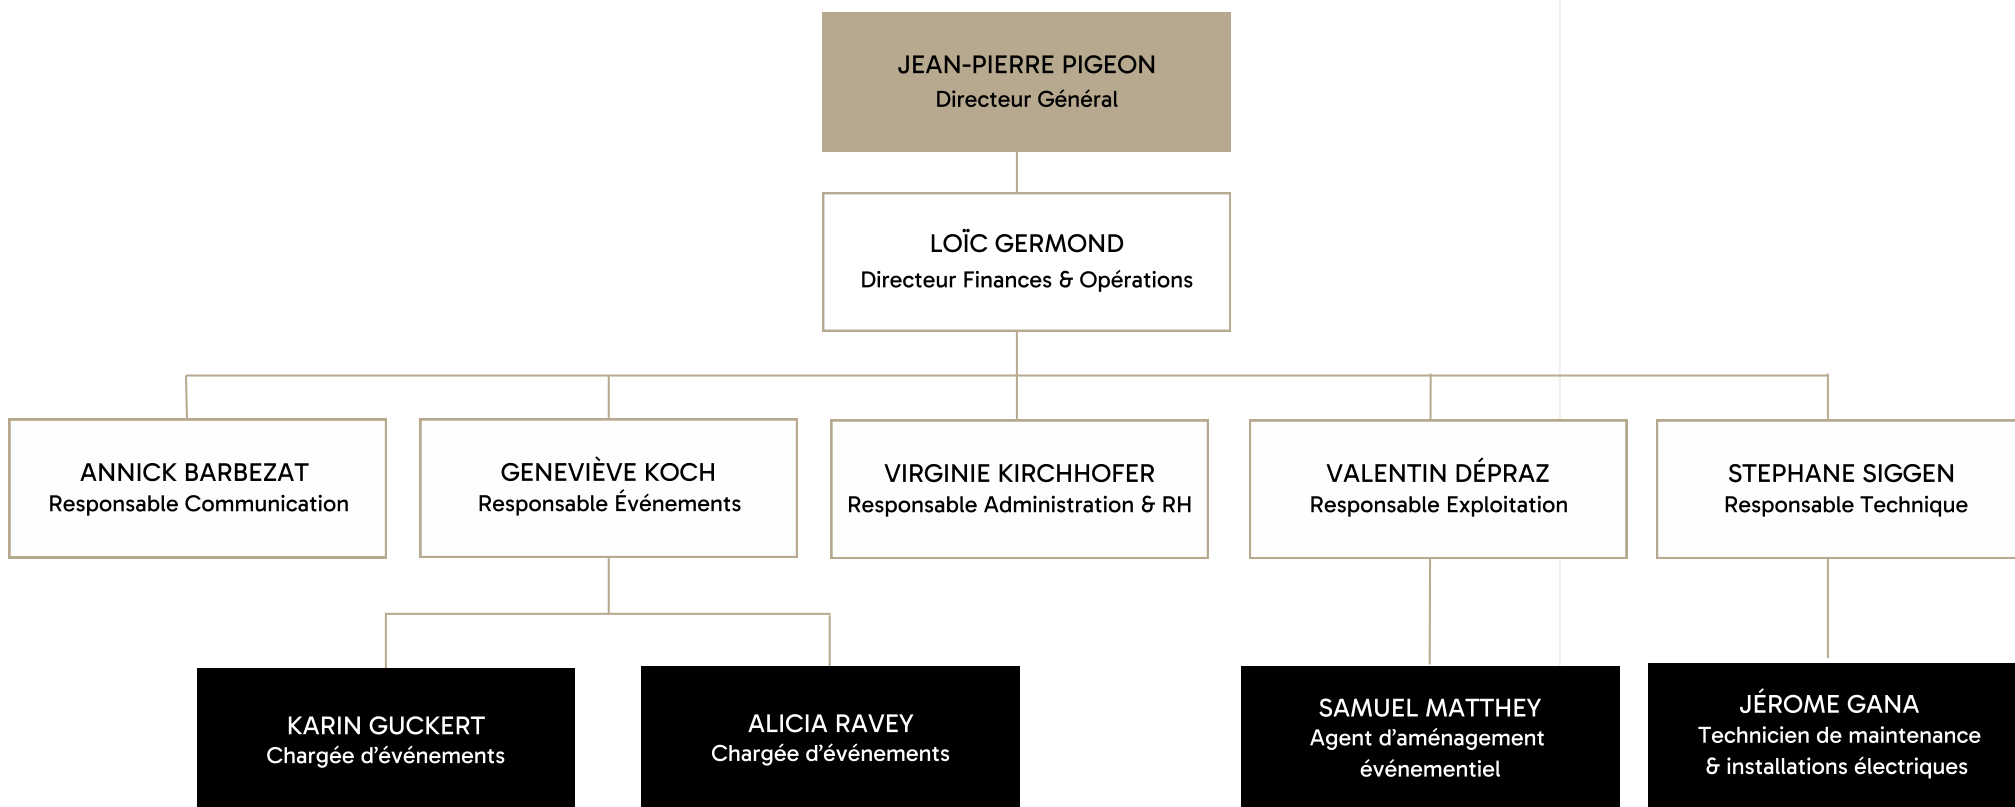 JEAN-PIERRE PIGEON
Directeur Général
LOÏC GERMOND
Directeur Finances & Opérations
ANNICK BARBEZAT
Responsable Communication
GENEVIÈVE KOCH
Responsable Événements
VIRGINIE KIRCHHOFER
Responsable Administration & RH
VALENTIN DÉPRAZ
Responsable Exploitation
STEPHANE SIGGEN
Responsable Technique
KARIN GUCKERT
Chargée d’événements
ALICIA RAVEY
Chargée d’événements
SAMUEL MATTHEY
Agent d’aménagement
événementiel
JÉROME GANA
Technicien de maintenance
& installations électriques